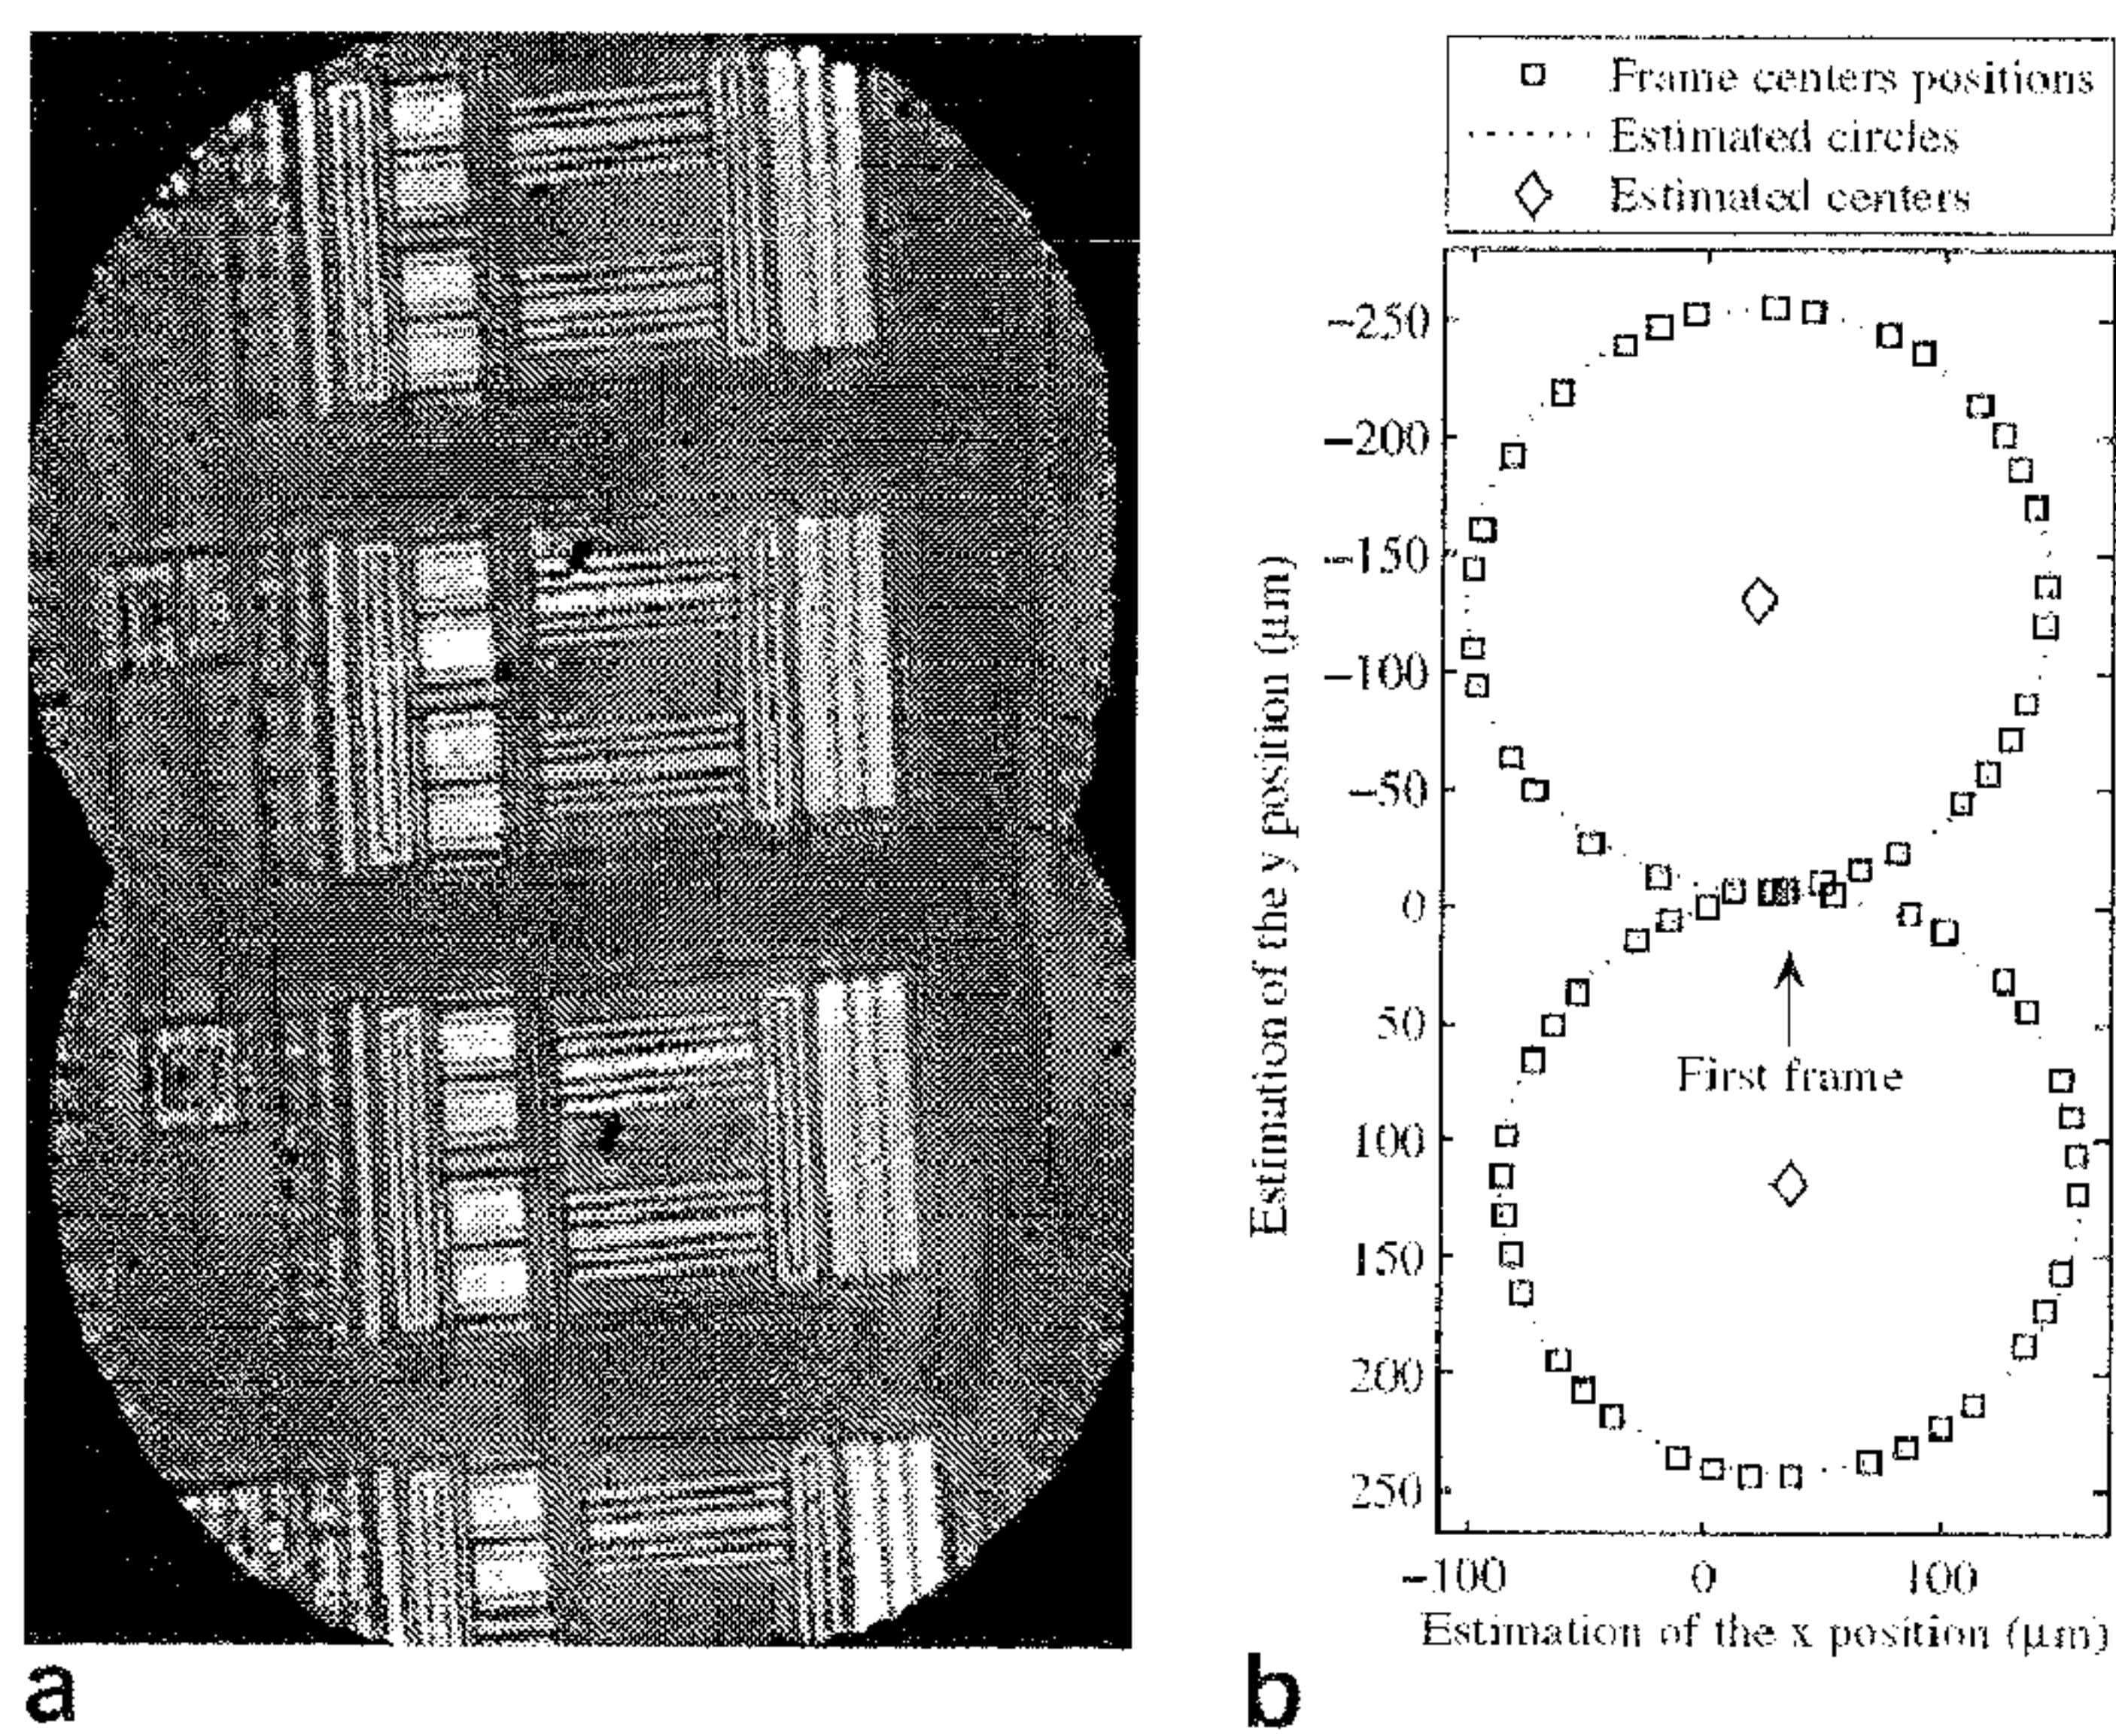 Frame centers positions
Estimated circles
Estimated centers
Estimation of the y position (µm)
−250
−200
−150
−100
−50
0
50
100
150
200
250
First frame
−100 0 100
Estimation of the x position (µm)
a
b